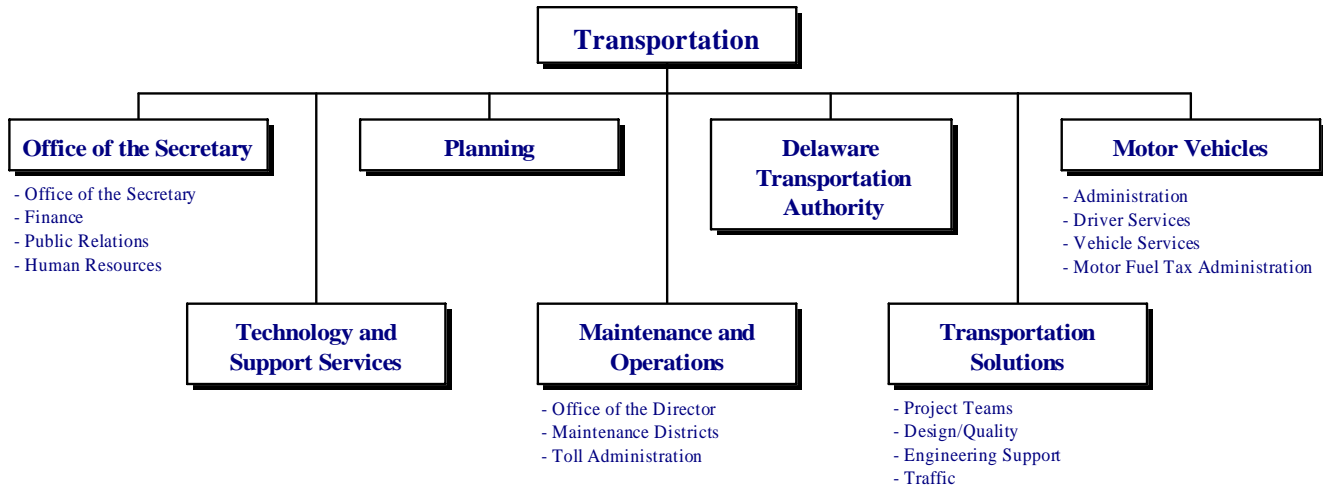 Transportation
Office of the Secretary
- Office of the Secretary
- Finance
- Public Relations
- Human Resources
Planning
Delaware
Transportation
Authority
Motor Vehicles
- Administration
- Driver Services
- Vehicle Services
- Motor Fuel Tax Administration
Technology and
Support Services
Maintenance and
Operations
- Office of the Director
- Maintenance Districts
- Toll Administration
Transportation
Solutions
- Project Teams
- Design/Quality
- Engineering Support
- Traffic